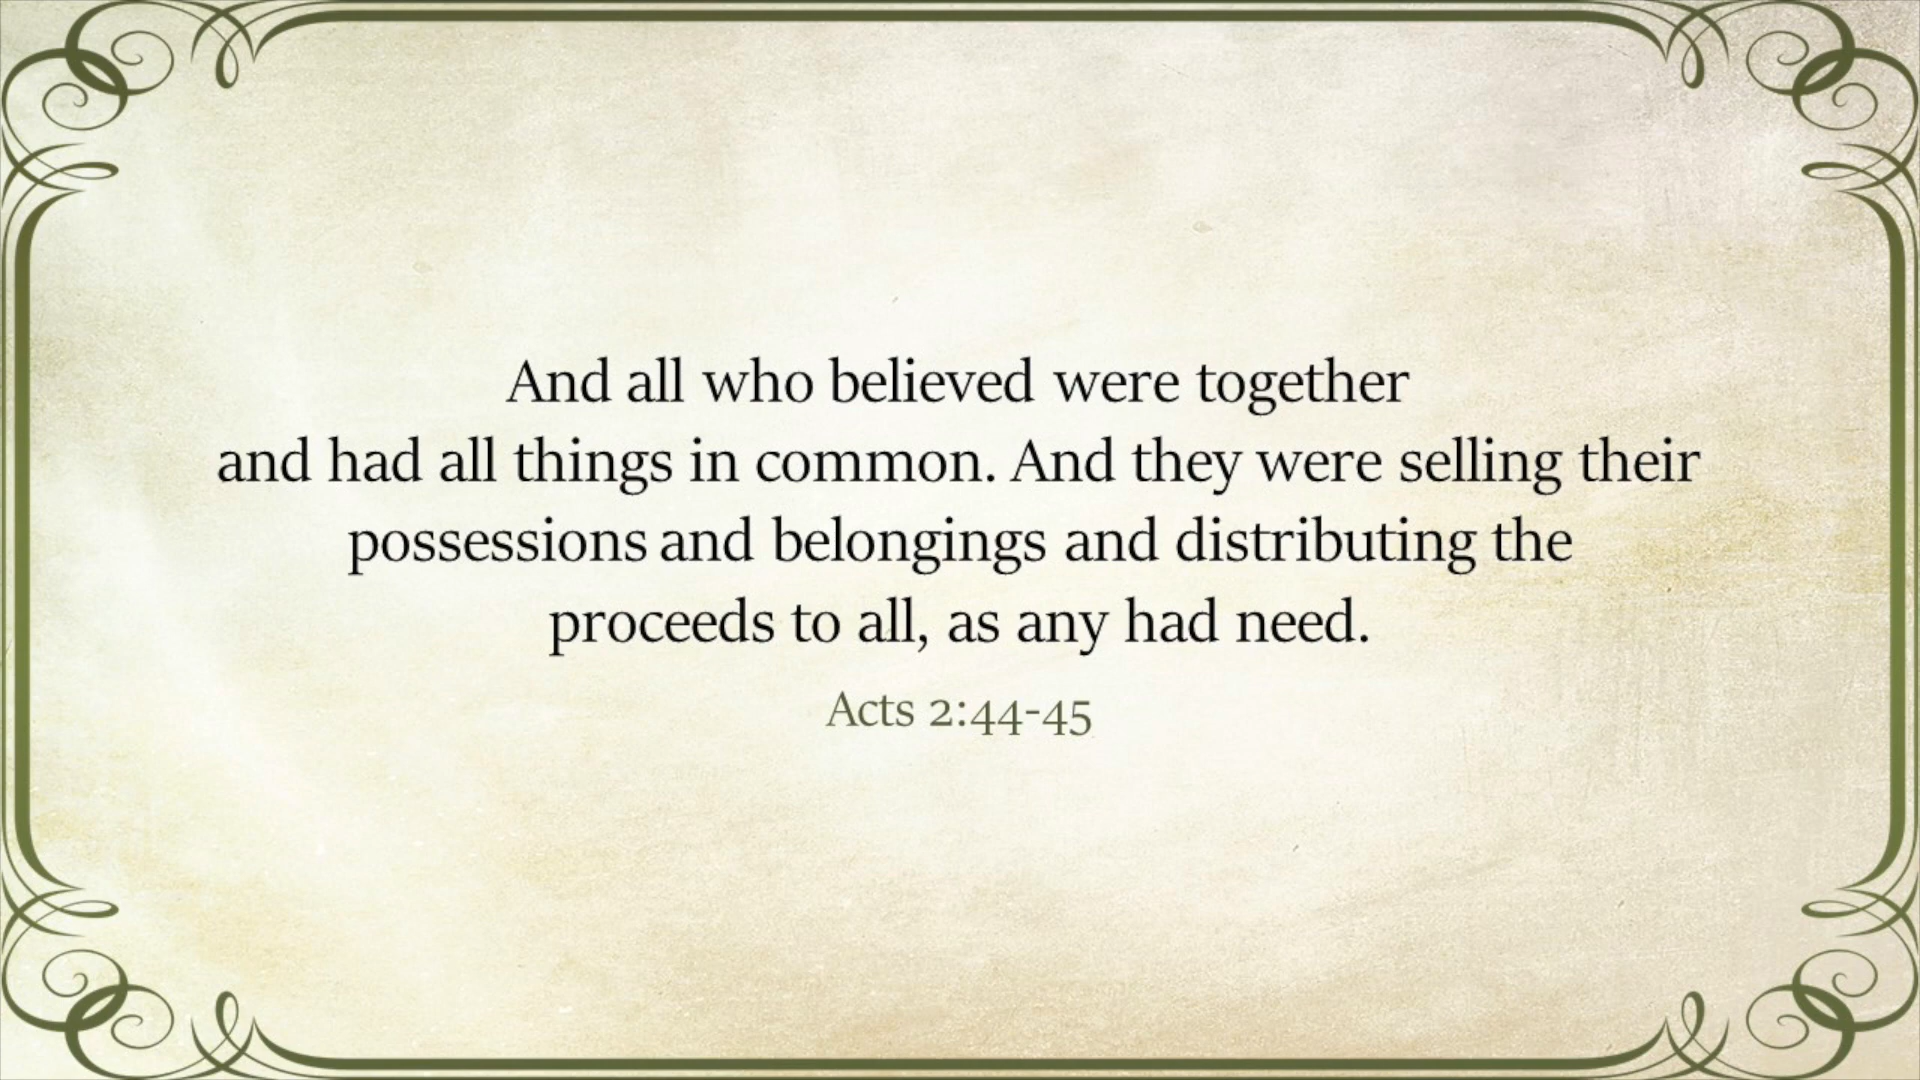 And all who believed were together
and had all things in common. And they were selling their
possessions and belongings and distributing the
proceeds to all, as any had need.
Acts 2:44-45